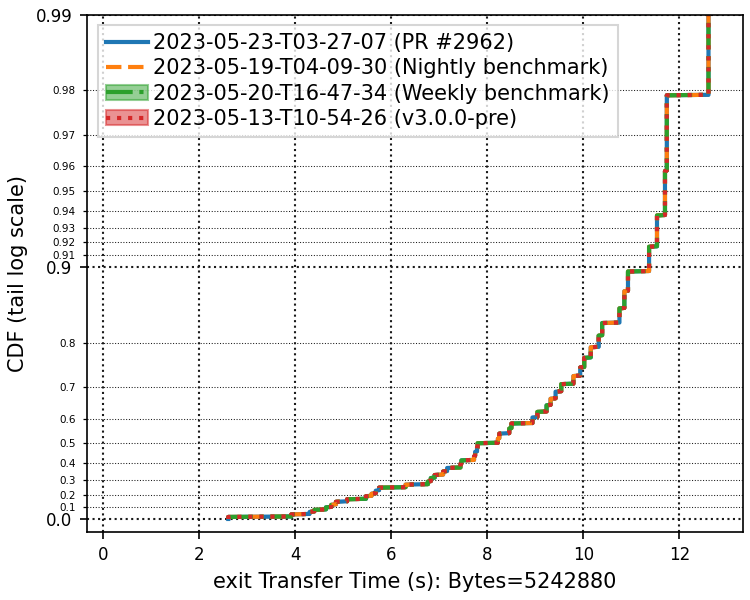 0.99
2023-05-23-T03-27-07 (PR #2962)
2023-05-19-T04-09-30 (Nightly benchmark)
2023-05-20-T16-47-34 (Weekly benchmark)
2023-05-13-T10-54-26 (v3.0.0-pre)
0.98
0.97
0.96
0.95
0.94
0.93
0.92
0.91
0.9
0.8
0.7
0.6
0.5
0.4
0.3
0.2
0.1
0.0
CDF (tail log scale)
0 2 4 6 8 10 12
exit Transfer Time (s): Bytes=5242880